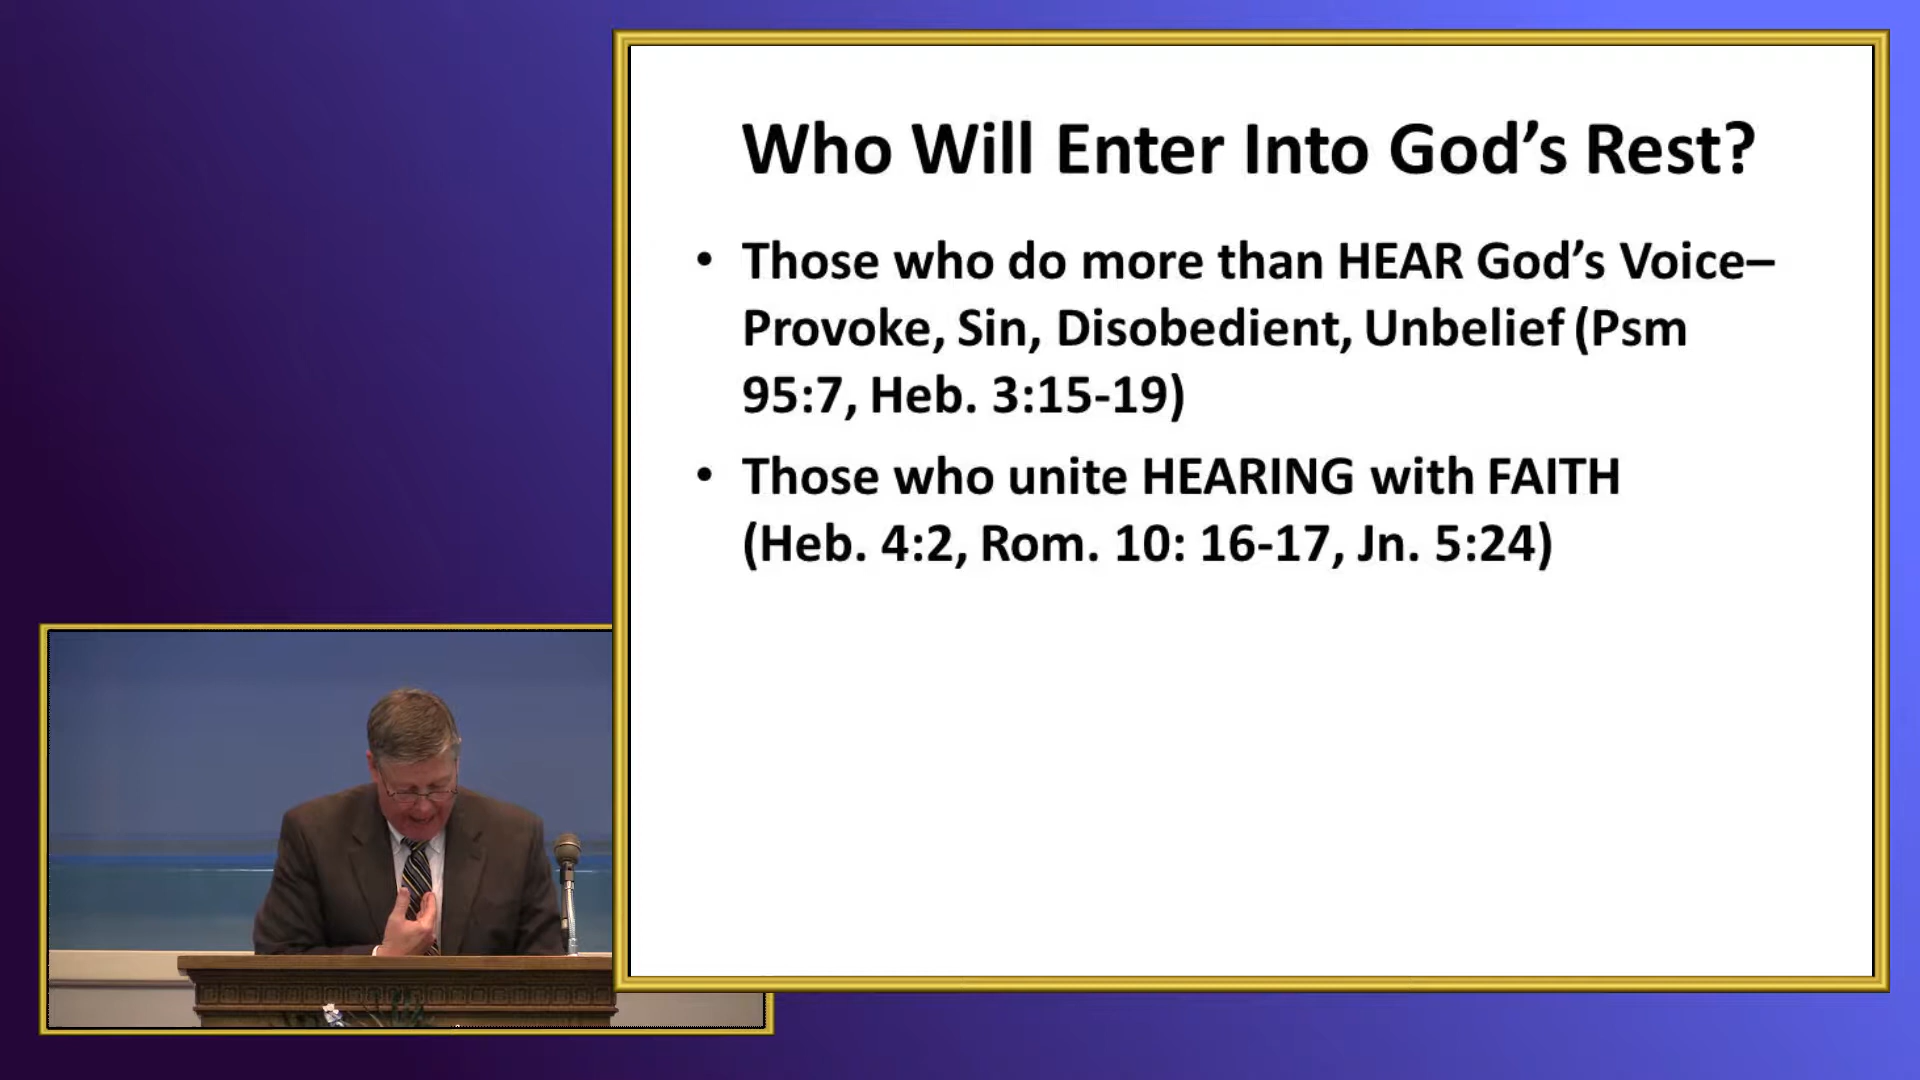 Who Will Enter Into God’s Rest?
• Those who do more than HEAR God’s Voice–
Provoke, Sin, Disobedient, Unbelief (Psm
95:7, Heb. 3:15-19)
• Those who unite HEARING with FAITH
(Heb. 4:2, Rom. 10: 16-17, Jn. 5:24)